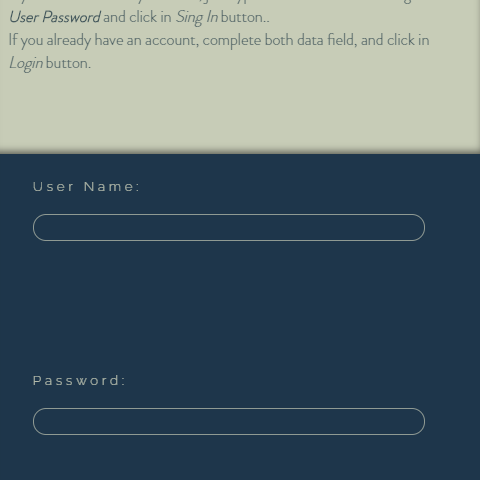 User Password and click in Sing In button..
If you already have an account, complete both data field, and click in
Login button.
User Name:
Password: